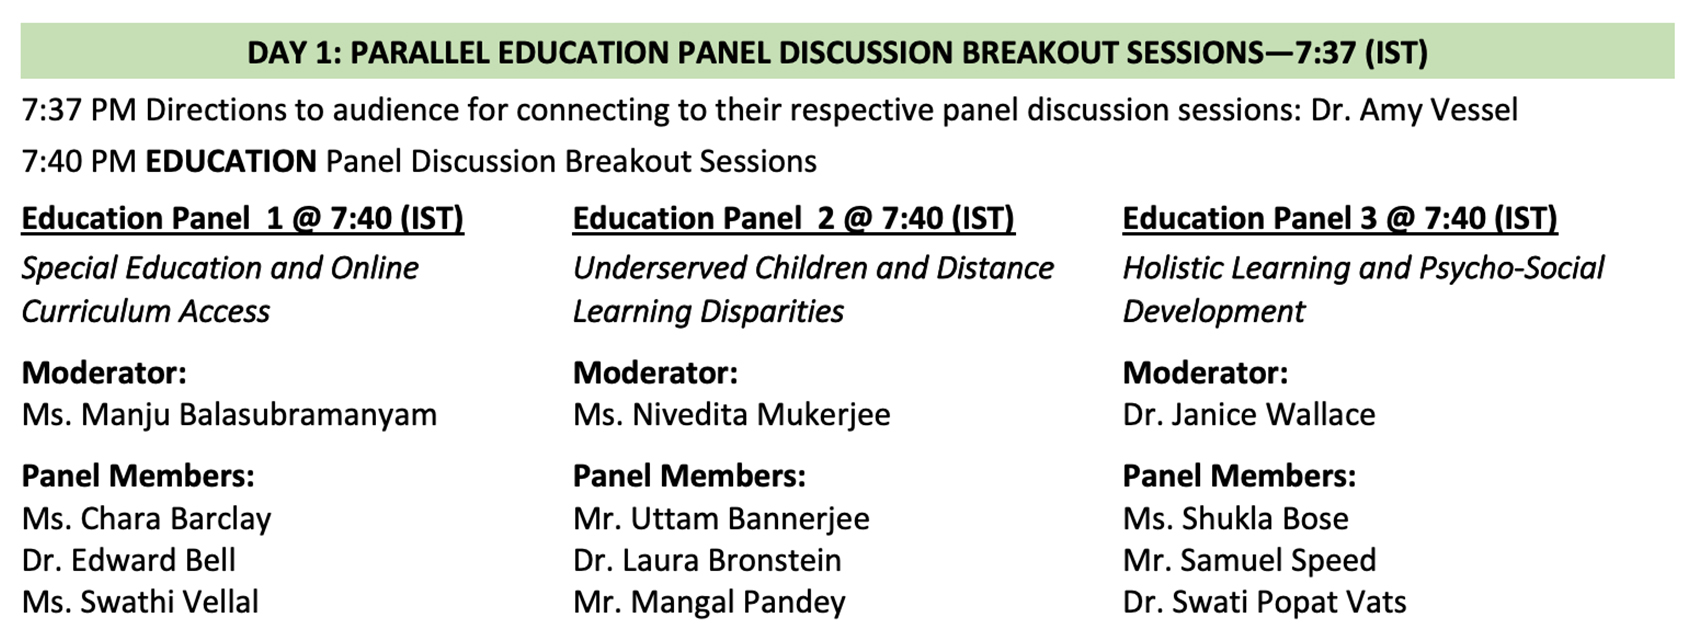 DAY 1: PARALLEL EDUCATION PANEL DISCUSSION BREAKOUT SESSIONS—7:37 (IST)
7:37 PM Directions to audience for connecting to their respective panel discussion sessions: Dr. Amy Vessel
7:40 PM EDUCATION Panel Discussion Breakout Sessions
Education Panel  1 @ 7:40 (IST)
Special Education and Online
Curriculum Access
Moderator:
Ms. Manju Balasubramanyam
Panel Members:
Ms. Chara Barclay
Dr. Edward Bell
Ms. Swathi Vellal
Education Panel  2 @ 7:40 (IST)
Underserved Children and Distance
Learning Disparities
Moderator:
Ms. Nivedita Mukerjee
Panel Members:
Mr. Uttam Bannerjee
Dr. Laura Bronstein
Mr. Mangal Pandey
Education Panel 3 @ 7:40 (IST)
Holistic Learning and Psycho-Social
Development
Moderator:
Dr. Janice Wallace
Panel Members:
Ms. Shukla Bose
Mr. Samuel Speed
Dr. Swati Popat Vats